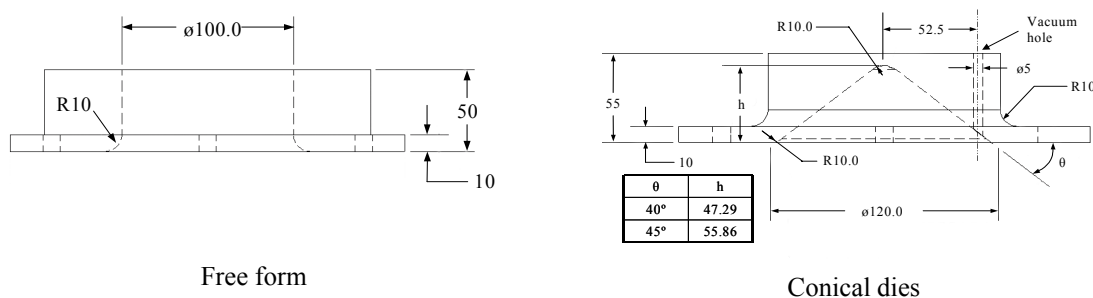 ø100.0
R10
50
10
Free form
R10.0
52.5
Vacuum
hole
ø5
R10
55
h
10
R10.0
θ
θ h
40º 47.29
45º 55.86
ø120.0
Conical dies